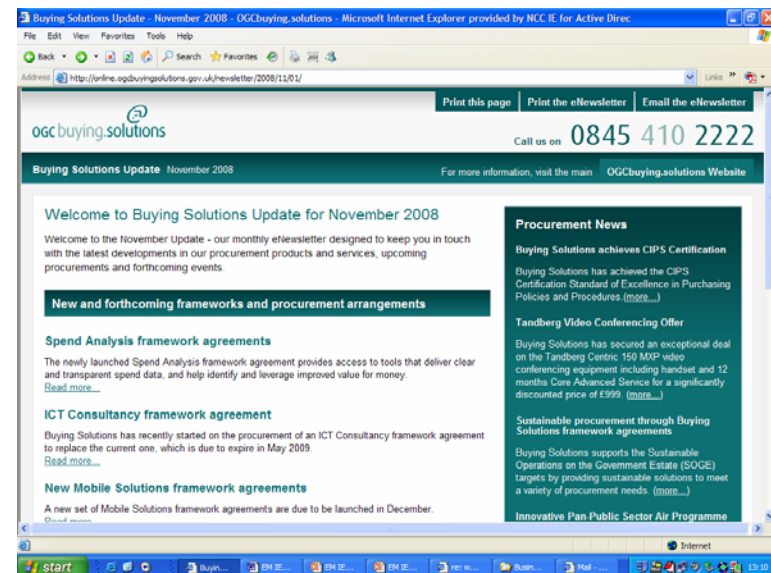 Buying Solutions Update - November 2008 - OGCbuying.solutions - Microsoft Internet Explorer provided by NCC IE for Active Direc
File Edit View Favorites Tools Help
Back Search Favorites
Address http://online.ogcbuyingsolutions.gov.uk/newsletter/2008/11/01/ Links
Print this page Print the eNewsletter Email the eNewsletter
ogcbuying.solutions
Call us on 0845 410 2222
Buying Solutions Update November 2008
For more information, visit the main OGCbuying.solutions Website
Welcome to Buying Solutions Update for November 2008
Welcome to the November Update - our monthly eNewsletter designed to keep you in touch
with the latest developments in our procurement products and services, upcoming
procurements and forthcoming events.
New and forthcoming frameworks and procurement arrangements
Spend Analysis framework agreements
The newly launched Spend Analysis framework agreement provides access to tools that deliver clear
and transparent spend data, and help identify and leverage improved value for money.
Read more...
ICT Consultancy framework agreement
Buying Solutions has recently started on the procurement of an ICT Consultancy framework agreement
to replace the current one, which is due to expire in May 2009.
Read more...
New Mobile Solutions framework agreements
A new set of Mobile Solutions framework agreements are due to be launched in December.
Read more...
Procurement News
Buying Solutions achieves CIPS Certification
Buying Solutions has achieved the CIPS
Certification Standard of Excellence in Purchasing
Policies and Procedures.(more...)
Tandberg Video Conferencing Offer
Buying Solutions has secured an exceptional deal
on the Tandberg Centric 150 MXP video
conferencing equipment including handset and 12
months Core Advanced Service for a significantly
discounted price of £999. (more...)
Sustainable procurement through Buying
Solutions framework agreements
Buying Solutions supports the Sustainable
Operations on the Government Estate (SOGE)
targets by providing sustainable solutions to meet
a variety of procurement needs. (more...)
Innovative Pan-Public Sector Air Programme
Internet
start Buyin... EM IE... EM IE... EM IE... re: w... Busin... Mail - ... 13:10